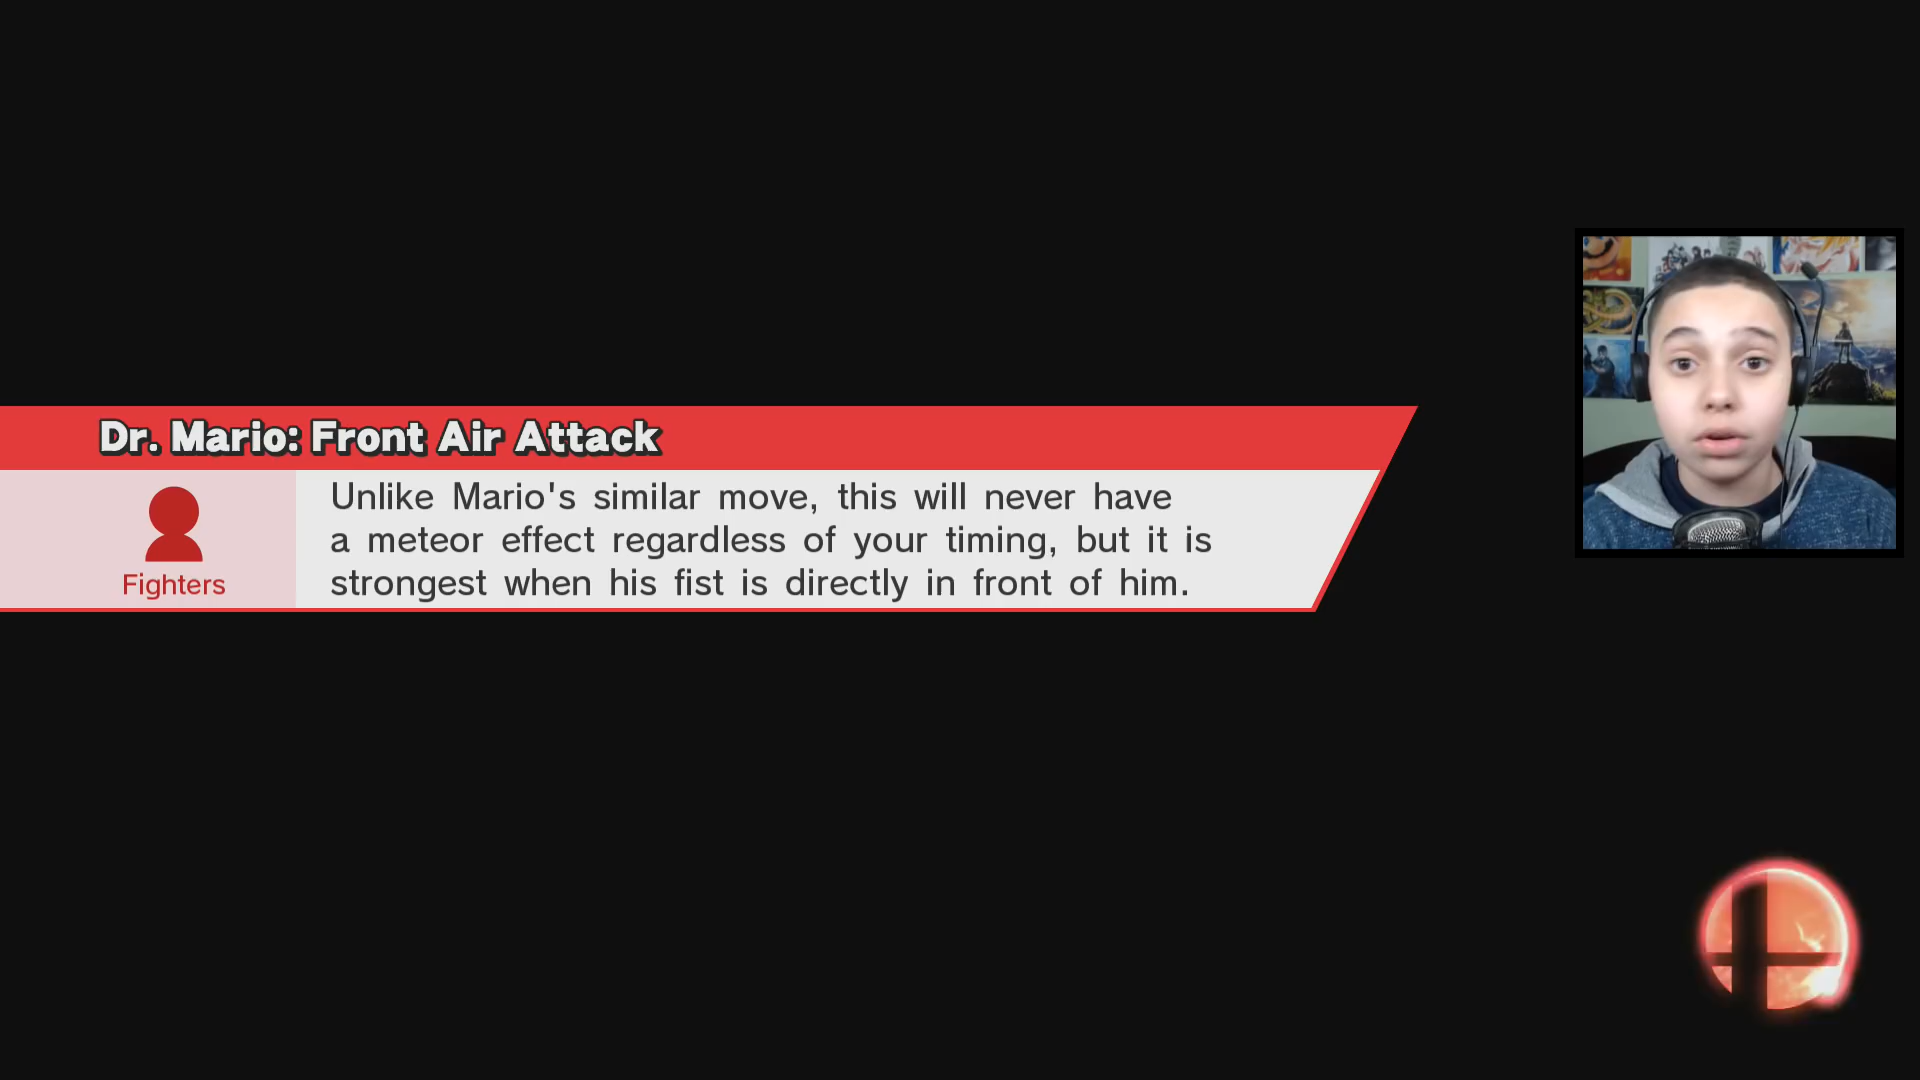 Dr. Mario: Front Air Attack
Unlike Mario's similar move, this will never have
a meteor effect regardless of your timing, but it is
strongest when his fist is directly in front of him.
Fighters